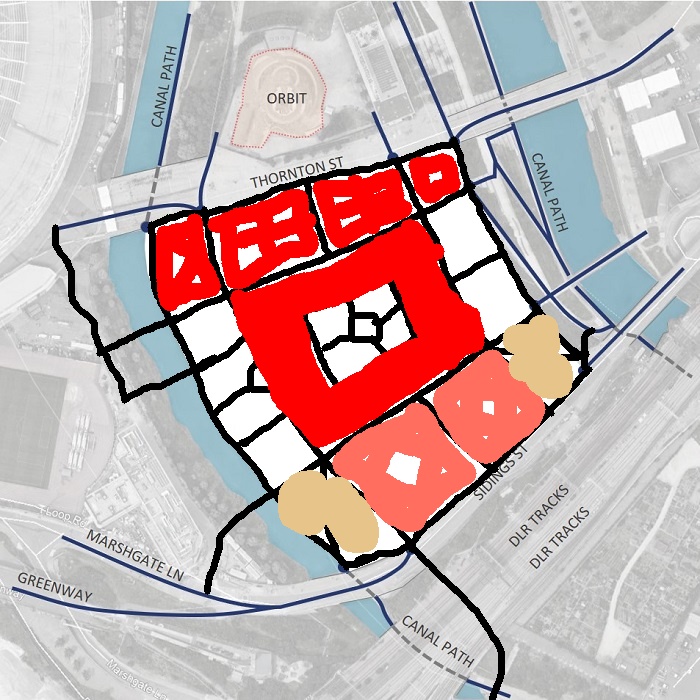 CANAL PATH
ORBIT
THORNTON ST
CANAL PATH
SIDINGS ST
DLR TRACKS
DLR TRACKS
T-Loop Rd
MARSHGATE LN
GREENWAY
CANAL PATH
Marshgate Ln